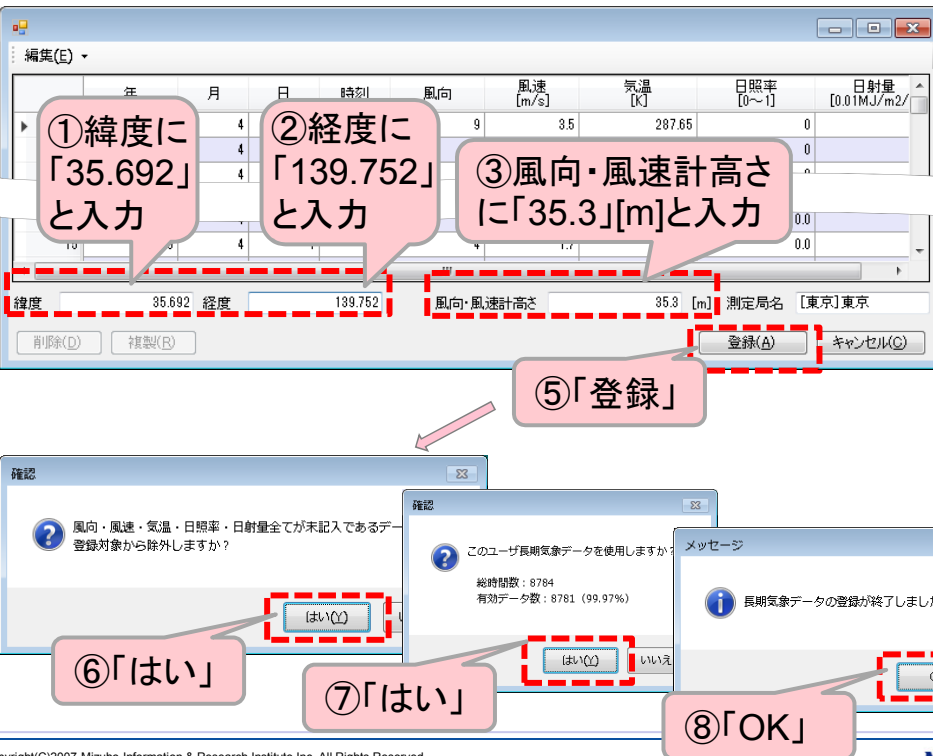 編集(E)
年 月 日 時刻 風向 風速[m/s] 気温[K] 日照率[0~1] 日射量[0.01MJ/m2/
4 9 3.5 287.65 0
4 0
4
①緯度に
「35.692」
と入力
②経度に
「139.752」
と入力
③風向・風速計高さ
に「35.3」[m]と入力
0.0
4 4 1.7 0.0
緯度 35.692 経度 139.752 風向・風速計高さ 35.3 [m] 測定局名 [東京]東京
削除(D) 複製(R) 登録(A) キャンセル(C)
⑤「登録」
確認
風向・風速・気温・日照率・日射量全てが未記入であるデー
登録対象から除外しますか?
はい(Y)
⑥「はい」
確認
このユーザ長期気象データを使用しますか?
総時間数:8784
有効データ数:8781(99.97%)
はい(Y) いいえ
⑦「はい」
メッセージ
長期気象データの登録が終了しまし
⑧「OK」